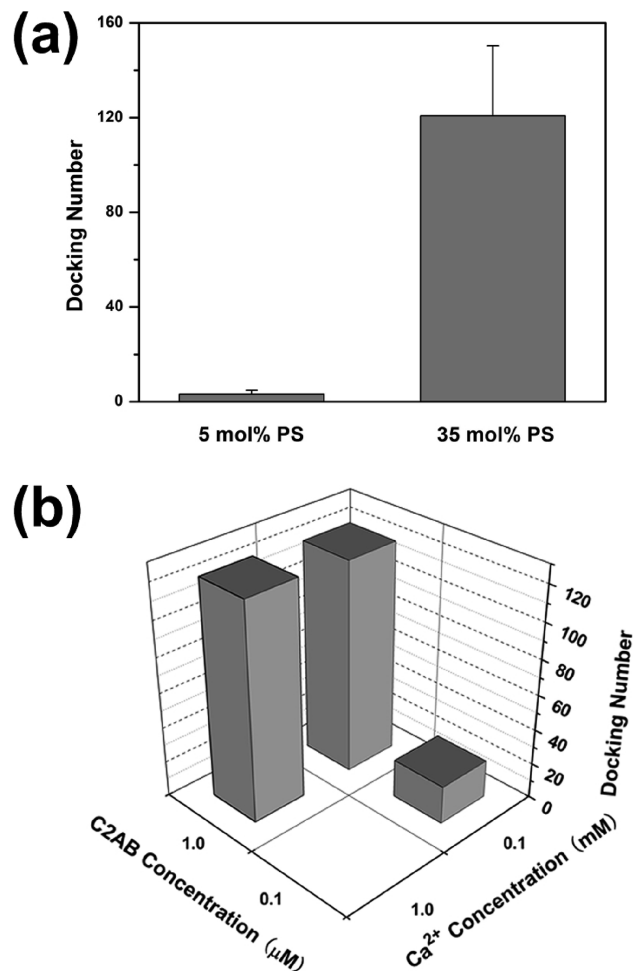 (a)
160
120
80
40
0
Docking Number
5 mol% PS
35 mol% PS
(b)
120
100
80
60
40
20
0
Docking Number
1.0
0.1
C2AB Concentration (μM)
0.1
1.0
Ca²⁺ Concentration (mM)